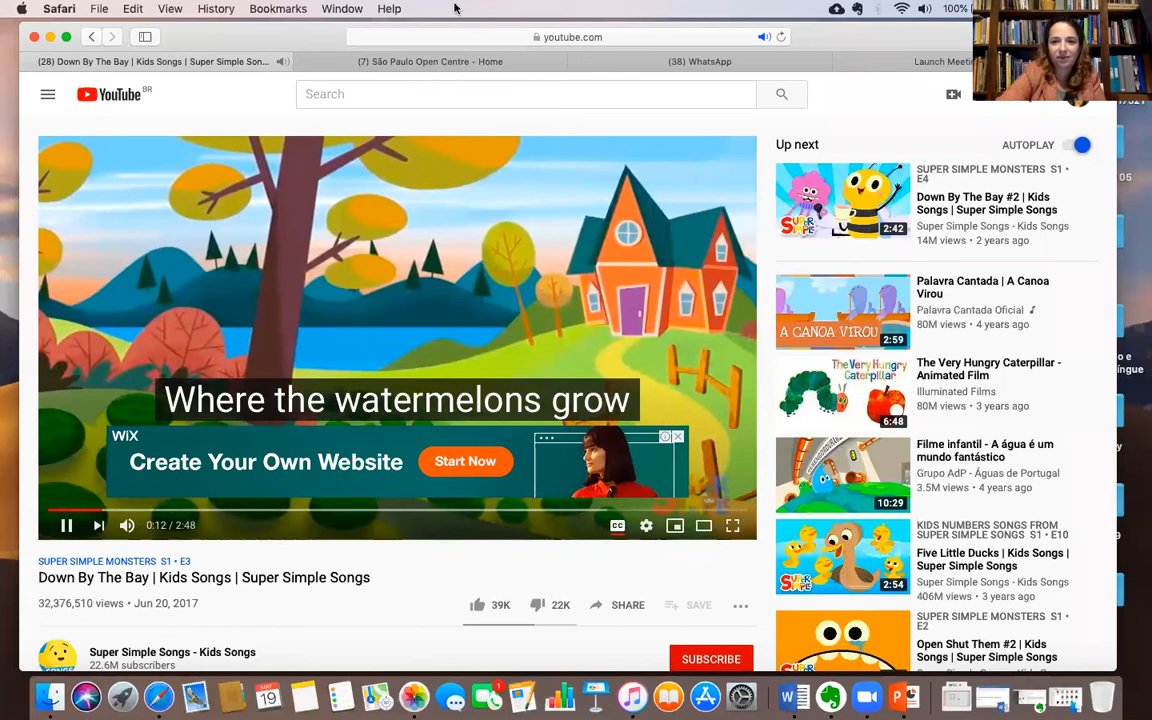 Safari File Edit View History Bookmarks Window Help 100%
youtube.com
(28) Down By The Bay | Kids Songs | Super Simple Son...
(7) São Paulo Open Centre - Home
(38) WhatsApp
Launch Meeti
YouTube BR
Search
Where the watermelons grow
WiX
Create Your Own Website
Start Now
0:12 / 2:48
CC
SUPER SIMPLE MONSTERS S1 • E3
Down By The Bay | Kids Songs | Super Simple Songs
32,376,510 views • Jun 20, 2017
39K 22K SHARE SAVE
Super Simple Songs - Kids Songs
22.6M subscribers
SUBSCRIBE
Up next
AUTOPLAY
SUPER SIMPLE MONSTERS S1 •
E4
Down By The Bay #2 | Kids
Songs | Super Simple Songs
Super Simple Songs - Kids Songs
14M views • 2 years ago
SUPER
SIMPLE
2:42
Palavra Cantada | A Canoa
Virou
Palavra Cantada Oficial
80M views • 4 years ago
A CANOA VIROU
2:59
The Very Hungry Caterpillar -
Animated Film
Illuminated Films
80M views • 3 years ago
The Very Hungry
Caterpillar
6:48
Filme infantil - A água é um
mundo fantástico
Grupo AdP - Águas de Portugal
3.5M views • 4 years ago
10:29
KIDS NUMBERS SONGS FROM
SUPER SIMPLE SONGS S1 • E10
Five Little Ducks | Kids Songs |
Super Simple Songs
Super Simple Songs - Kids Songs
406M views • 3 years ago
SUPER
SIMPLE
2:54
SUPER SIMPLE MONSTERS S1 •
E2
Open Shut Them #2 | Kids
Songs | Super Simple Songs
05
MAY
19
1